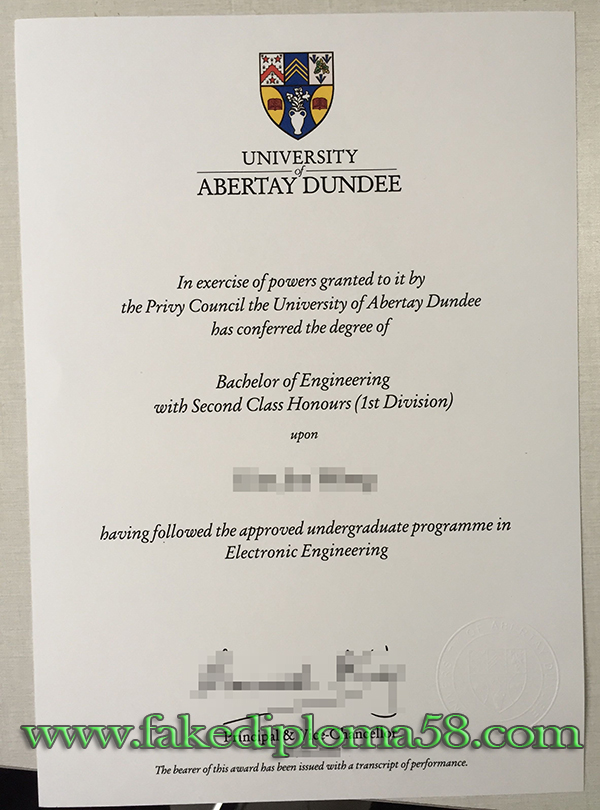 UNIVERSITY
of
ABERTAY DUNDEE
In exercise of powers granted to it by
the Privy Council the University of Abertay Dundee
has conferred the degree of
Bachelor of Engineering
with Second Class Honours (1st Division)
upon
having followed the approved undergraduate programme in
Electronic Engineering
www.fakediploma58.com
Principal & Vice-Chancellor
The bearer of this award has been issued with a transcript of performance.